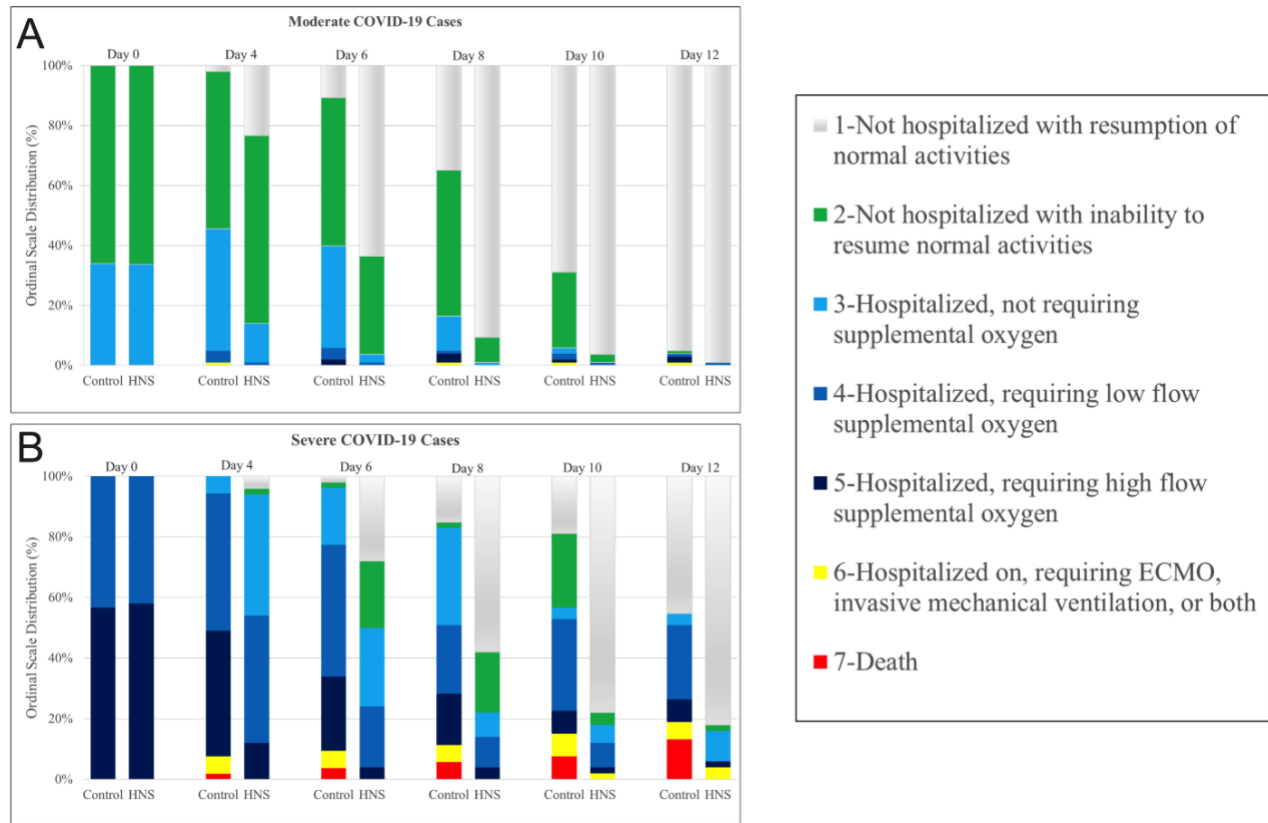 A
Moderate COVID-19 Cases
Day 0 Day 4 Day 6 Day 8 Day 10 Day 12
Ordinal Scale Distribution (%)
100%
80%
60%
40%
20%
0%
Control HNS Control HNS Control HNS Control HNS Control HNS Control HNS
B
Severe COVID-19 Cases
Day 0 Day 4 Day 6 Day 8 Day 10 Day 12
Ordinal Scale Distribution (%)
100%
80%
60%
40%
20%
0%
Control HNS Control HNS Control HNS Control HNS Control HNS Control HNS
1-Not hospitalized with resumption of
normal activities
2-Not hospitalized with inability to
resume normal activities
3-Hospitalized, not requiring
supplemental oxygen
4-Hospitalized, requiring low flow
supplemental oxygen
5-Hospitalized, requiring high flow
supplemental oxygen
6-Hospitalized on, requiring ECMO,
invasive mechanical ventilation, or both
7-Death